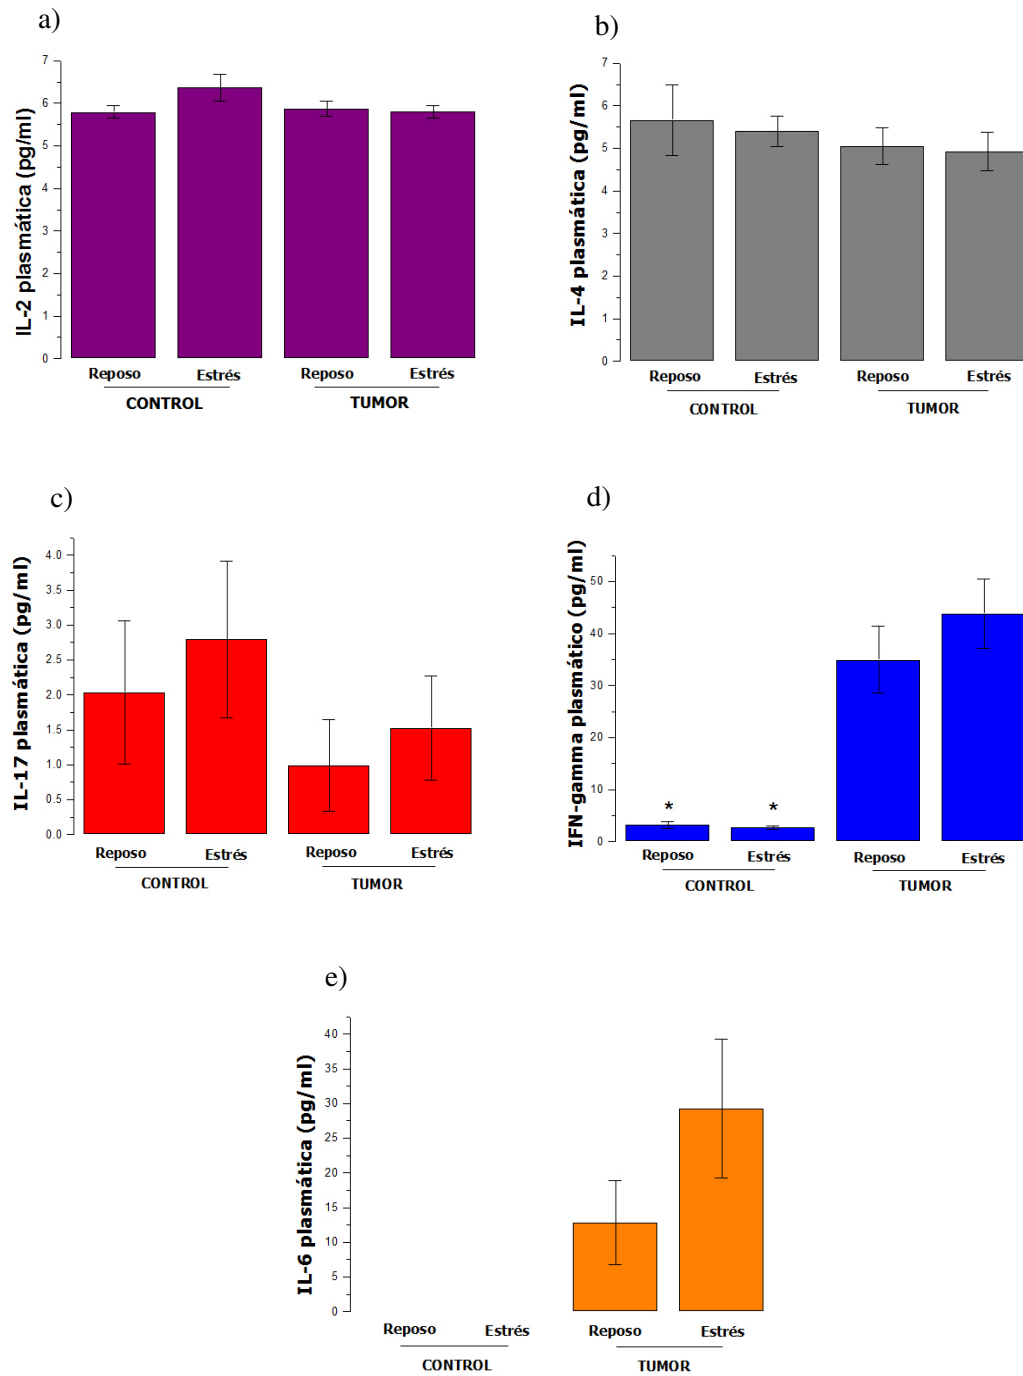 a)
IL-2 plasmática (pg/ml)
7
6
5
4
3
2
1
0
Reposo Estrés Reposo Estrés
CONTROL TUMOR
b)
IL-4 plasmática (pg/ml)
7
6
5
4
3
2
1
0
Reposo Estrés Reposo Estrés
CONTROL TUMOR
c)
IL-17 plasmática (pg/ml)
4.0
3.5
3.0
2.5
2.0
1.5
1.0
0.5
0.0
Reposo Estrés Reposo Estrés
CONTROL TUMOR
d)
IFN-gamma plasmático (pg/ml)
50
40
30
20
10
0
* *
Reposo Estrés Reposo Estrés
CONTROL TUMOR
e)
IL-6 plasmática (pg/ml)
40
35
30
25
20
15
10
5
0
Reposo Estrés Reposo Estrés
CONTROL TUMOR